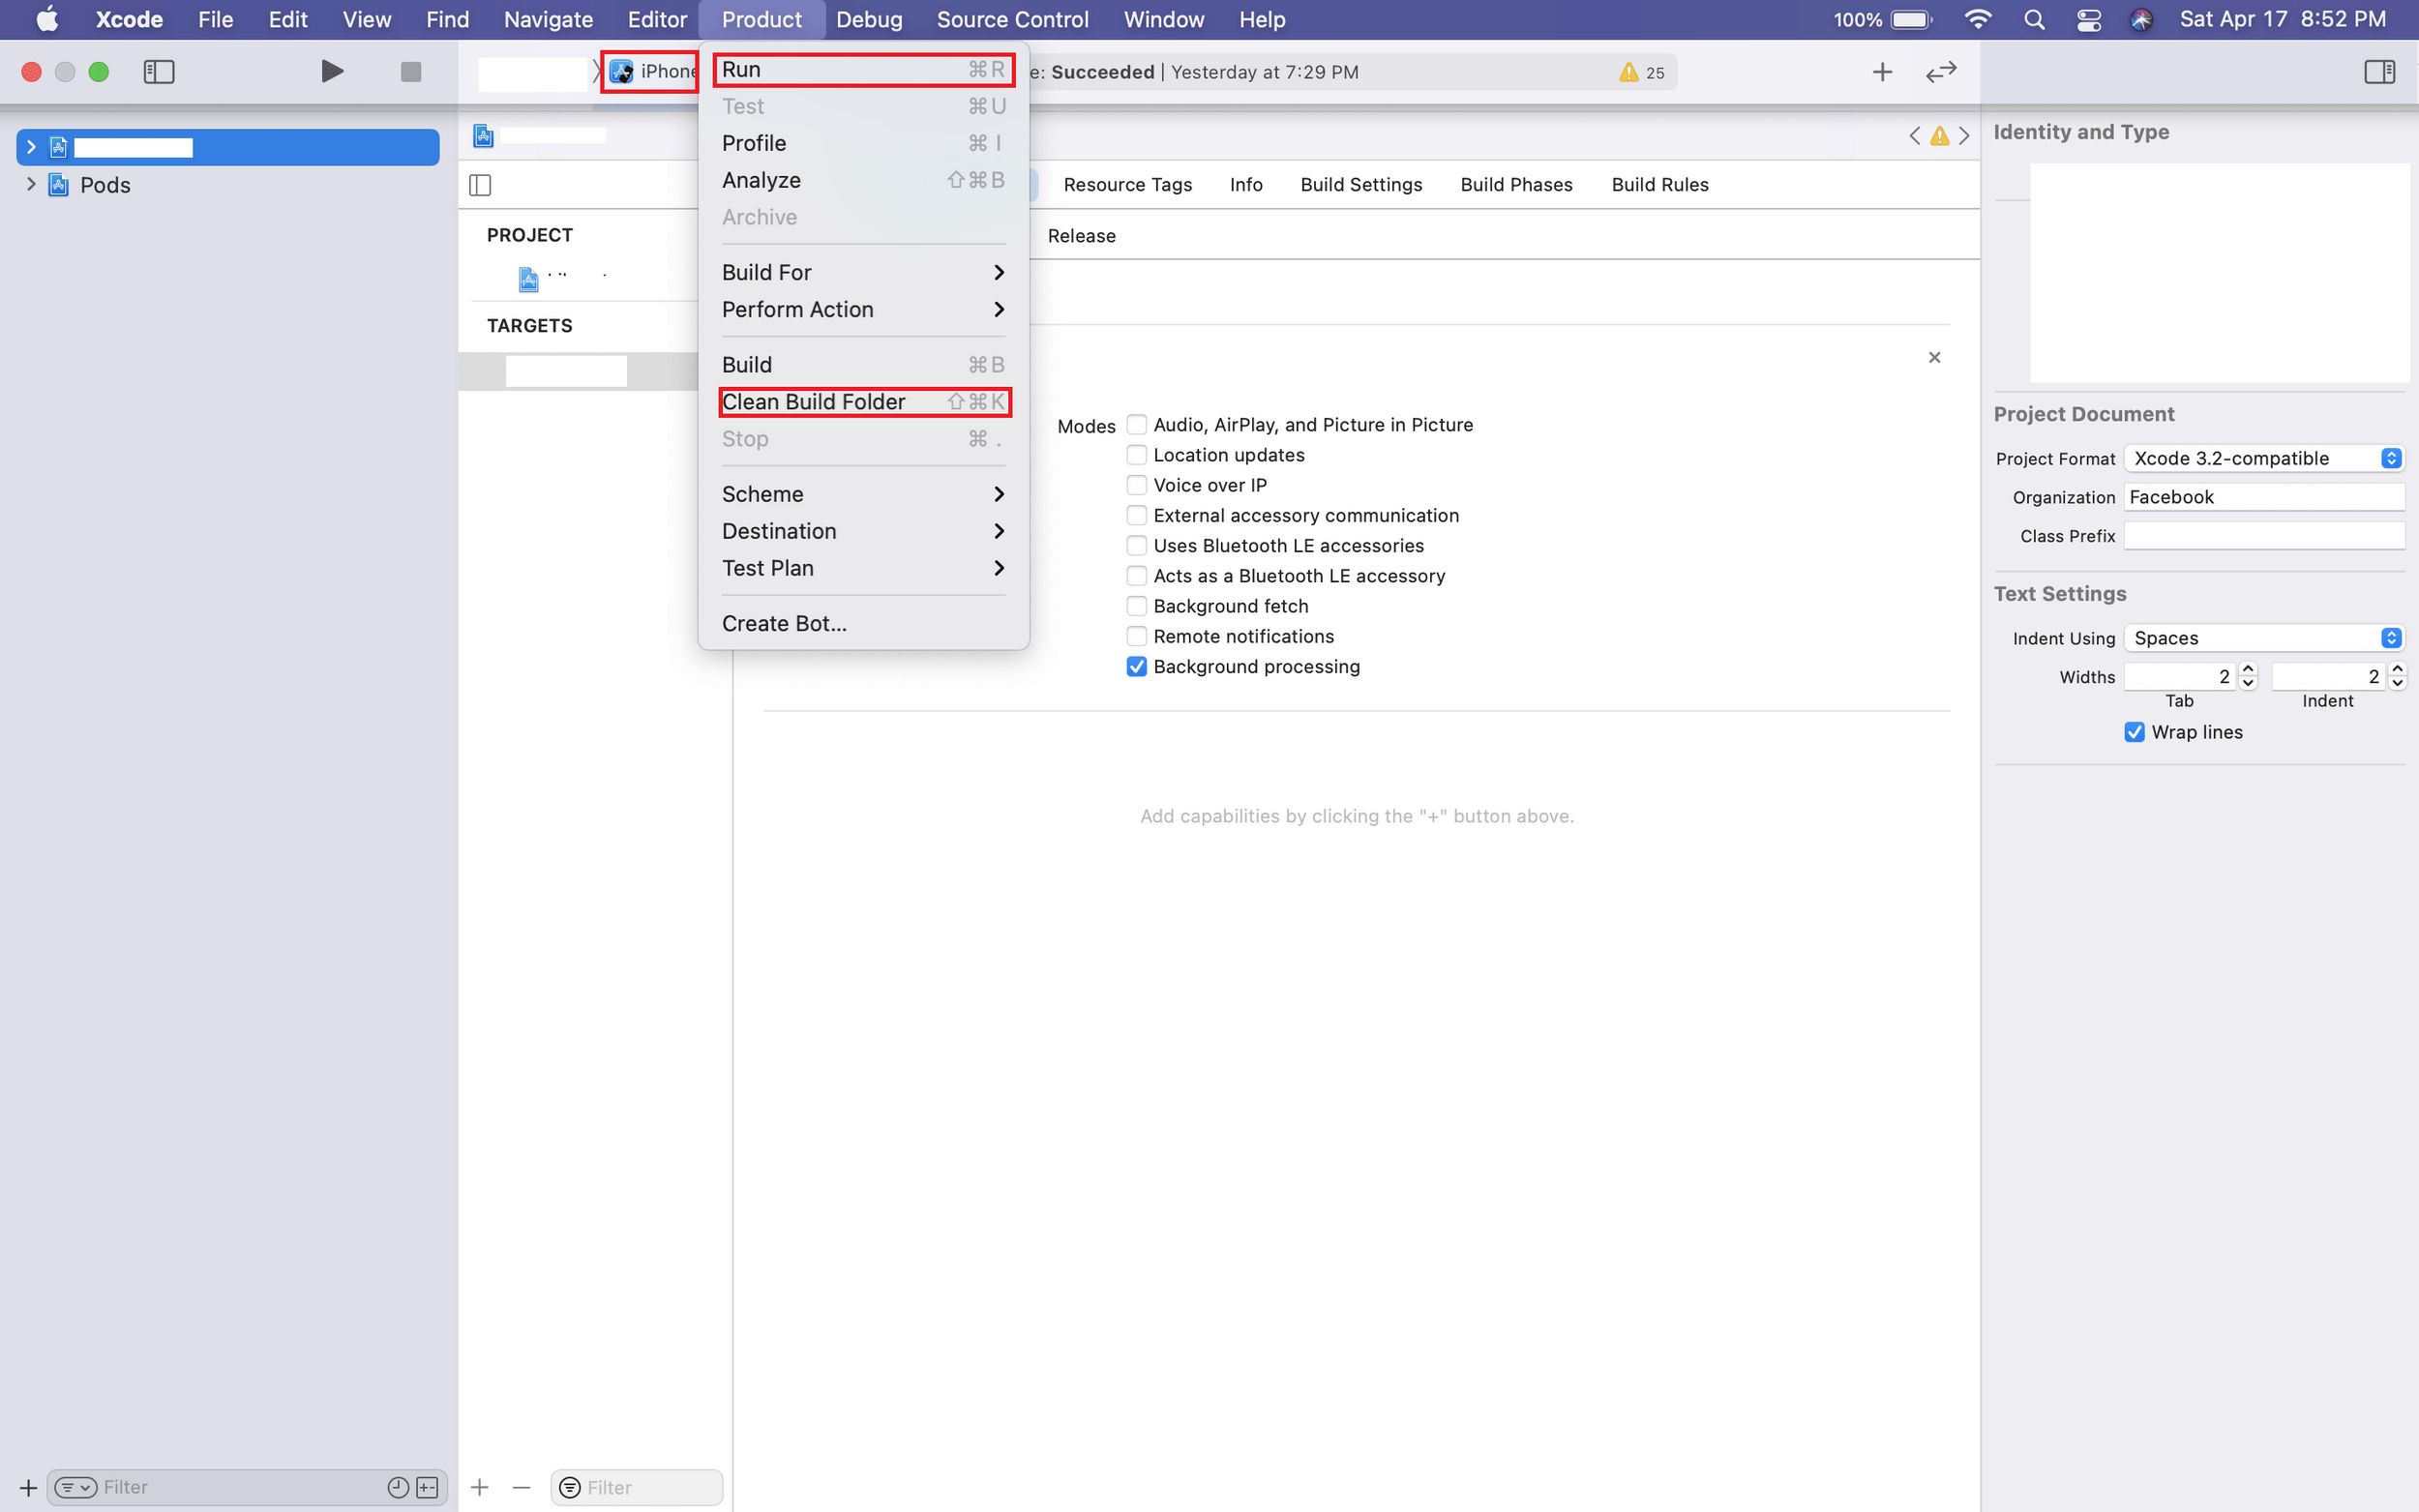 Xcode File Edit View Find Navigate Editor Product Debug Source Control Window Help 100% Sat Apr 17 8:52 PM
iPhone
e: Succeeded | Yesterday at 7:29 PM
25
Run ⌘R
Test ⌘U
Profile ⌘I
Analyze ⇧⌘B
Archive
Build For
Perform Action
Build ⌘B
Clean Build Folder ⇧⌘K
Stop ⌘.
Scheme
Destination
Test Plan
Create Bot...
Pods
PROJECT
TARGETS
Resource Tags Info Build Settings Build Phases Build Rules
Release
Modes
Audio, AirPlay, and Picture in Picture
Location updates
Voice over IP
External accessory communication
Uses Bluetooth LE accessories
Acts as a Bluetooth LE accessory
Background fetch
Remote notifications
Background processing
Add capabilities by clicking the "+" button above.
Identity and Type
Project Document
Project Format Xcode 3.2-compatible
Organization Facebook
Class Prefix
Text Settings
Indent Using Spaces
Widths 2 2
Tab Indent
Wrap lines
Filter
Filter